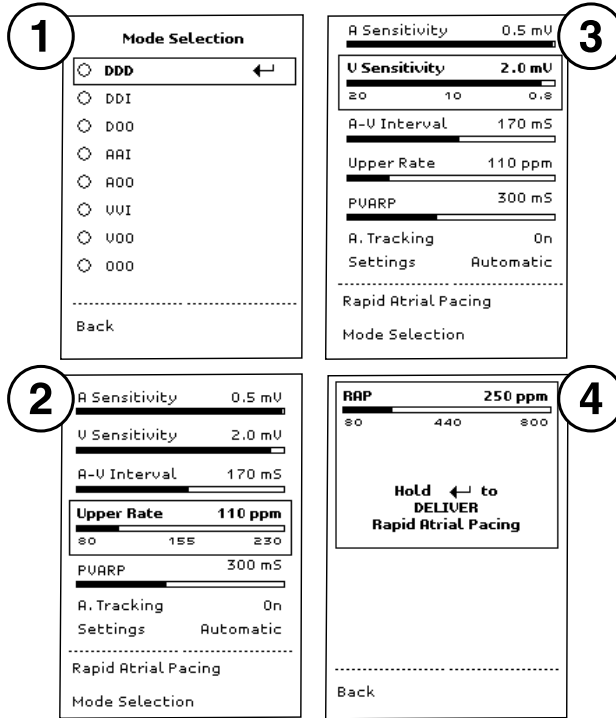 1
Mode Selection
DDD ↵
DDI
DOO
AAI
AOO
VVI
VOO
OOO
Back
3
A Sensitivity 0.5 mV
V Sensitivity 2.0 mV
20 10 0.8
A-V Interval 170 mS
Upper Rate 110 ppm
PVARP 300 mS
A. Tracking On
Settings Automatic
Rapid Atrial Pacing
Mode Selection
2
A Sensitivity 0.5 mV
V Sensitivity 2.0 mV
A-V Interval 170 mS
Upper Rate 110 ppm
80 155 230
PVARP 300 mS
A. Tracking On
Settings Automatic
Rapid Atrial Pacing
Mode Selection
4
RAP 250 ppm
80 440 800
Hold ↵ to
DELIVER
Rapid Atrial Pacing
Back